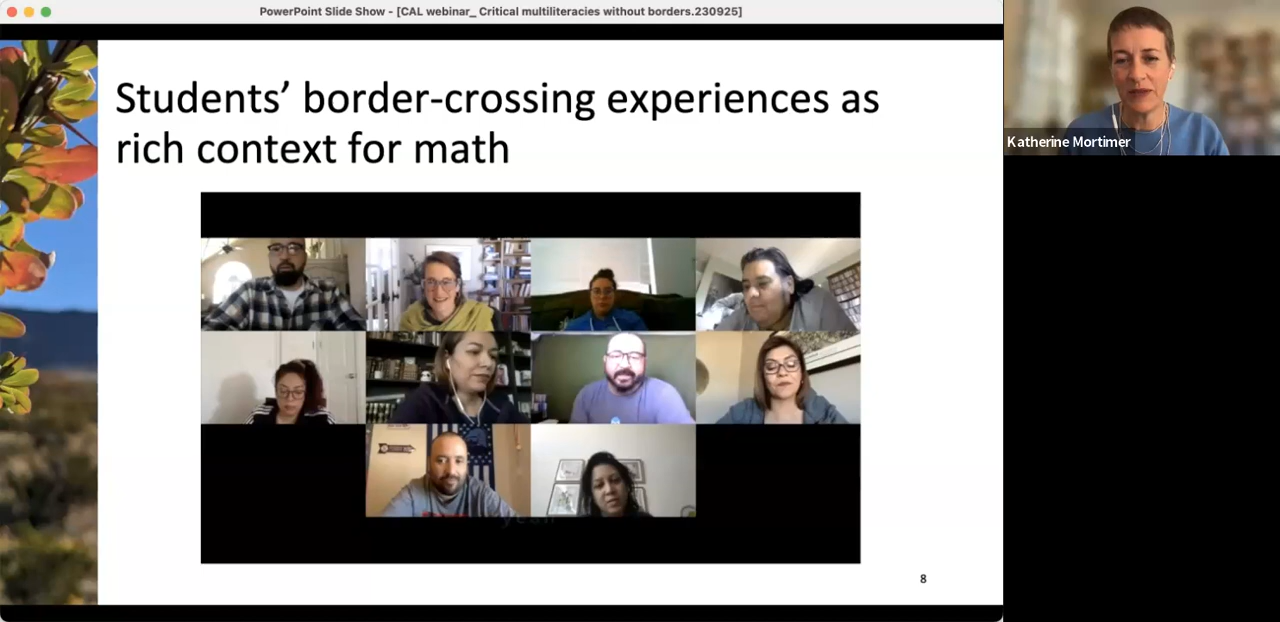 PowerPoint Slide Show - [CAL webinar_ Critical multiliteracies without borders.230925]
Students' border-crossing experiences as
rich context for math
Katherine Mortimer
yeah
8